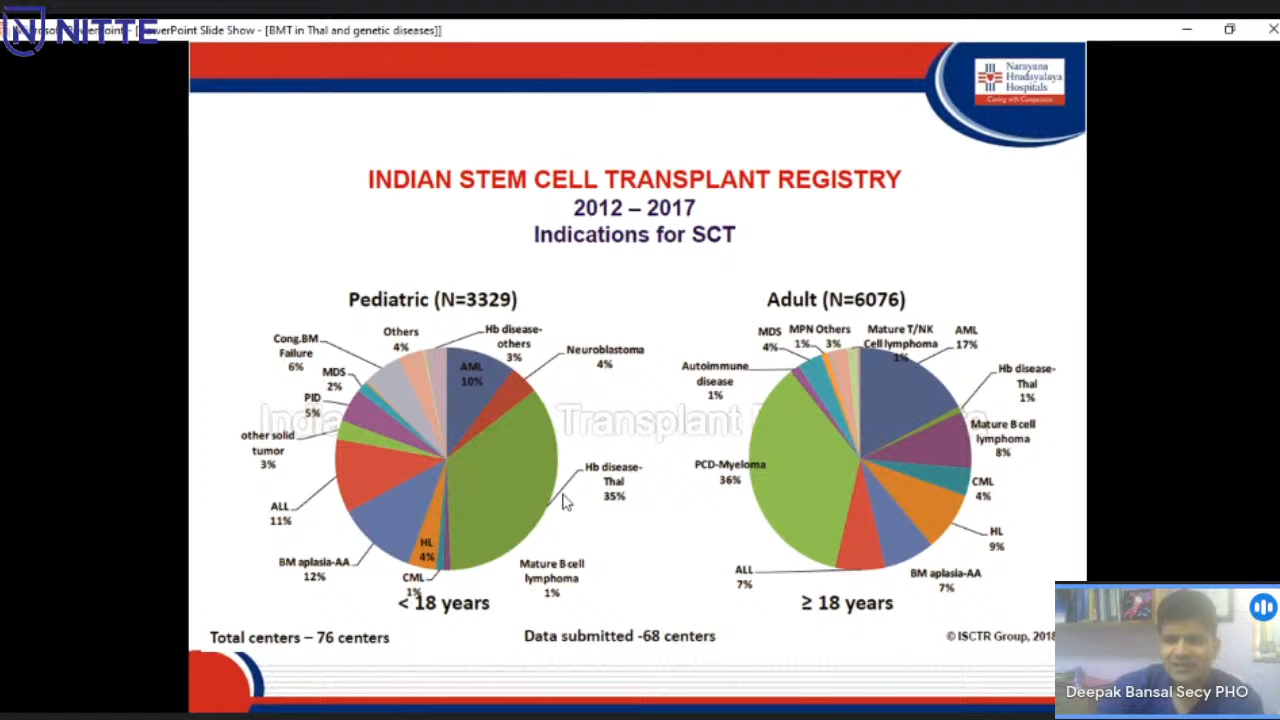 NITTE
PowerPoint Slide Show - [BMT in Thal and genetic diseases]]
Narayana
Hrudayalaya
Hospitals
Caring with Compassion
INDIAN STEM CELL TRANSPLANT REGISTRY
2012 – 2017
Indications for SCT
Pediatric (N=3329)
Others
4%
Hb disease-
others
3%
Cong.BM
Failure
6%
Neuroblastoma
4%
AML
10%
MDS
2%
PID
5%
other solid
tumor
3%
Hb disease-
Thal
35%
ALL
11%
HL
4%
BM aplasia-AA
12%
Mature B cell
lymphoma
1%
CML
1%
< 18 years
Adult (N=6076)
MDS
4%
MPN
1%
Others
3%
Mature T/NK
Cell lymphoma
1%
AML
17%
Autoimmune
disease
1%
Hb disease-
Thal
1%
Mature B cell
lymphoma
8%
PCD-Myeloma
36%
CML
4%
HL
9%
ALL
7%
BM aplasia-AA
7%
≥ 18 years
Transplant
Total centers – 76 centers
Data submitted -68 centers
© ISCTR Group, 2018
Deepak Bansal Secy PHO